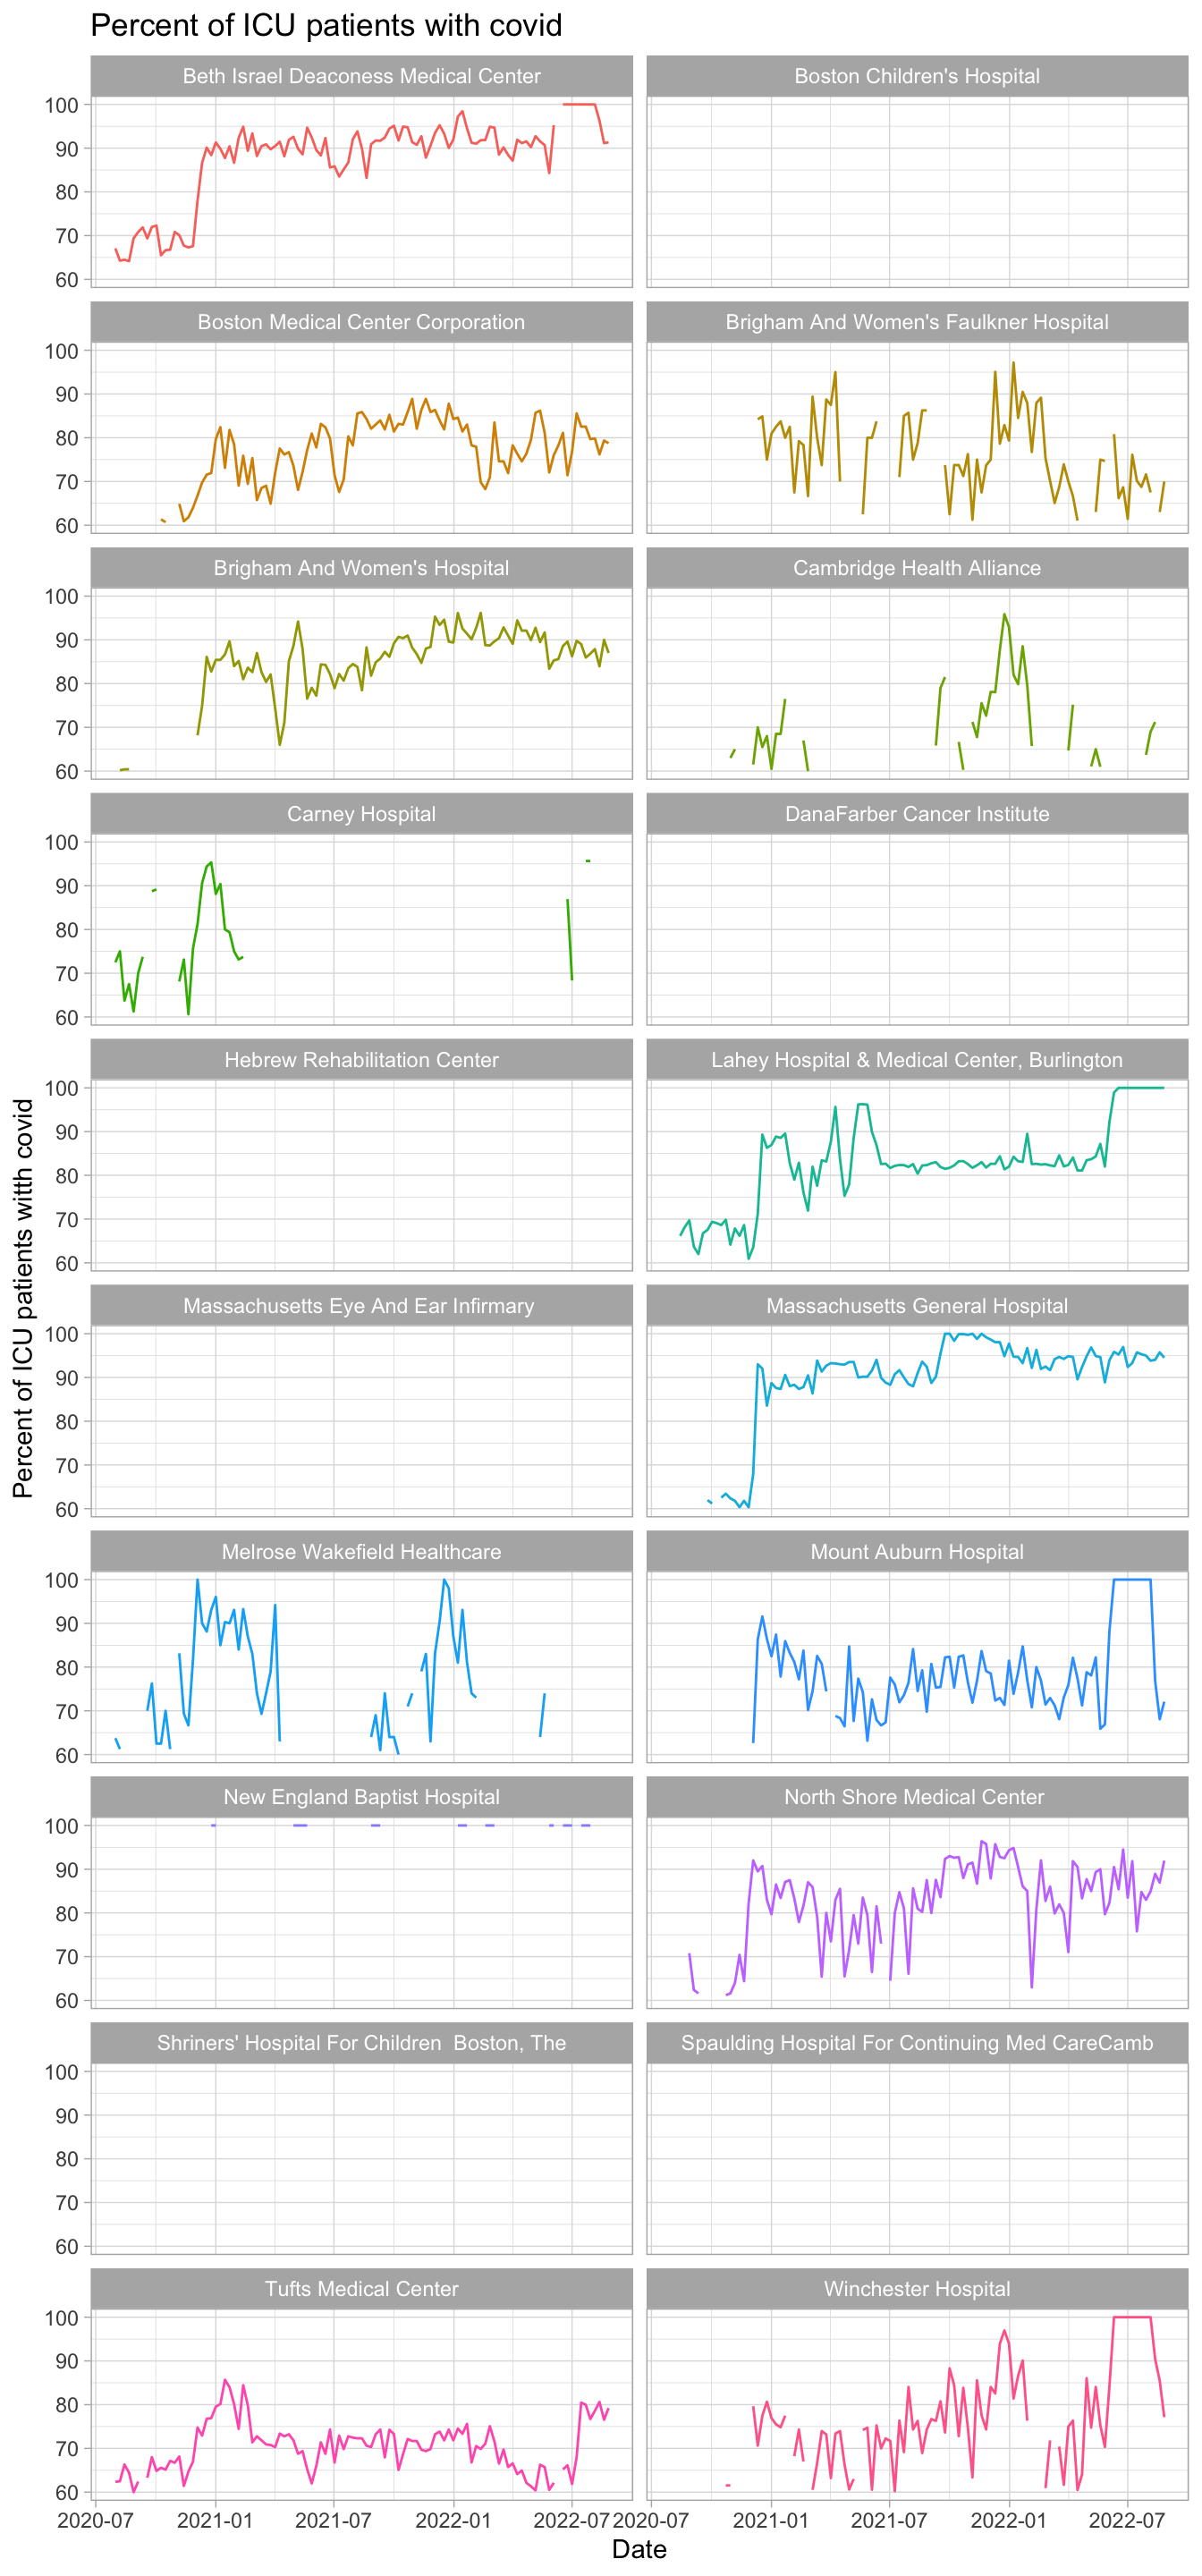 Percent of ICU patients with covid
Beth Israel Deaconess Medical Center
Boston Children's Hospital
100
90
80
70
60
Boston Medical Center Corporation
Brigham And Women's Faulkner Hospital
100
90
80
70
60
Brigham And Women's Hospital
Cambridge Health Alliance
100
90
80
70
60
Carney Hospital
DanaFarber Cancer Institute
100
90
80
70
60
Hebrew Rehabilitation Center
Lahey Hospital & Medical Center, Burlington
100
90
80
70
60
Percent of ICU patients witth covid
Massachusetts Eye And Ear Infirmary
Massachusetts General Hospital
100
90
80
70
60
Melrose Wakefield Healthcare
Mount Auburn Hospital
100
90
80
70
60
New England Baptist Hospital
North Shore Medical Center
100
90
80
70
60
Shriners' Hospital For Children  Boston, The
Spaulding Hospital For Continuing Med CareCamb
100
90
80
70
60
Tufts Medical Center
Winchester Hospital
100
90
80
70
60
2020-07 2021-01 2021-07 2022-01 2022-07 2020-07 2021-01 2021-07 2022-01 2022-07
Date